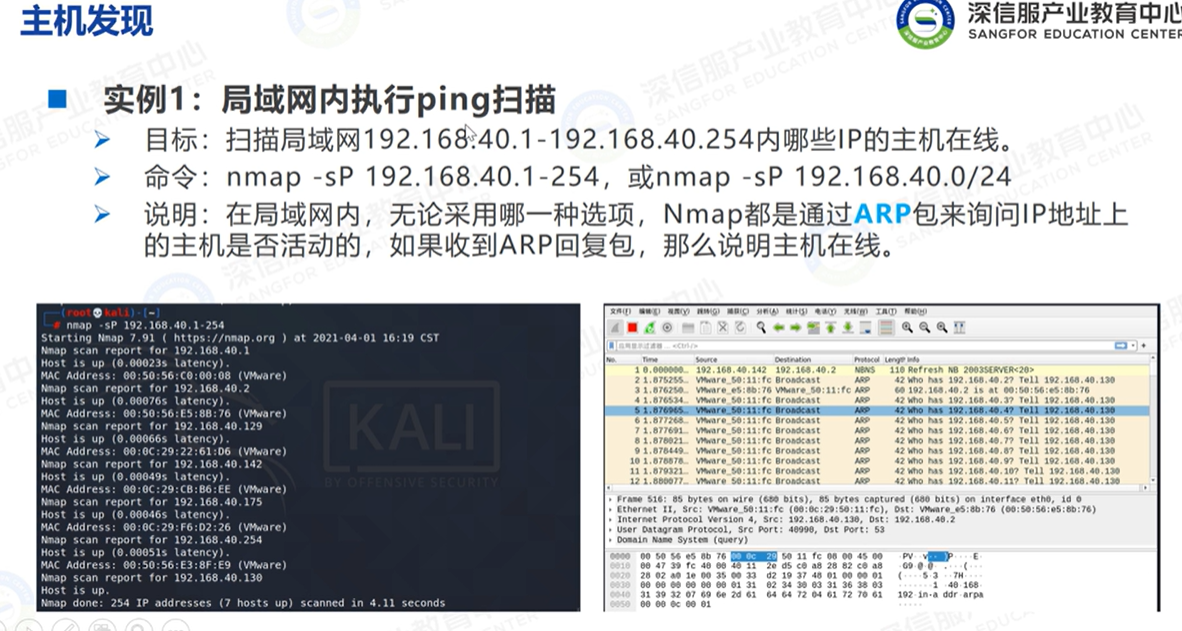 主机发现
深信服产业教育中心
SANGFOR EDUCATION CENTER
实例1：局域网内执行ping扫描
目标：扫描局域网192.168.40.1-192.168.40.254内哪些IP的主机在线。
命令：nmap -sP 192.168.40.1-254，或nmap -sP 192.168.40.0/24
说明：在局域网内，无论采用哪一种选项，Nmap都是通过ARP包来询问IP地址上
的主机是否活动的，如果收到ARP回复包，那么说明主机在线。
(root💀kali)-[~]
# nmap -sP 192.168.40.1-254
Starting Nmap 7.91 ( https://nmap.org ) at 2021-04-01 16:19 CST
Nmap scan report for 192.168.40.1
Host is up (0.00023s latency).
MAC Address: 00:50:56:C0:00:08 (VMware)
Nmap scan report for 192.168.40.2
Host is up (0.00076s latency).
MAC Address: 00:50:56:E5:8B:76 (VMware)
Nmap scan report for 192.168.40.129
Host is up (0.00066s latency).
MAC Address: 00:0C:29:22:61:D6 (VMware)
Nmap scan report for 192.168.40.142
Host is up (0.00049s latency).
MAC Address: 00:0C:29:CB:B6:EE (VMware)
Nmap scan report for 192.168.40.175
Host is up (0.00046s latency).
MAC Address: 00:0C:29:F6:D2:26 (VMware)
Nmap scan report for 192.168.40.254
Host is up (0.00051s latency).
MAC Address: 00:50:56:E3:8F:E9 (VMware)
Nmap scan report for 192.168.40.130
Host is up.
Nmap done: 254 IP addresses (7 hosts up) scanned in 4.11 seconds
KALI
BY OFFENSIVE SECURITY
文件(F) 编辑(E) 视图(V) 跳转(G) 捕获(C) 分析(A) 统计(S) 电话(Y) 无线(W) 工具(T) 帮助(H)
应用显示过滤器 … <Ctrl-/>
No. Time Source Destination Protocol Length Info
1 0.000000… 192.168.40.142 192.168.40.2 NBNS 110 Refresh NB 2003SERVER<20>
2 1.875255… VMware_50:11:fc Broadcast ARP 42 Who has 192.168.40.2? Tell 192.168.40.130
3 1.876250… VMware_e5:8b:76 VMware_50:11:fc ARP 60 192.168.40.2 is at 00:50:56:e5:8b:76
4 1.876534… VMware_50:11:fc Broadcast ARP 42 Who has 192.168.40.3? Tell 192.168.40.130
5 1.876965… VMware_50:11:fc Broadcast ARP 42 Who has 192.168.40.4? Tell 192.168.40.130
6 1.877268… VMware_50:11:fc Broadcast ARP 42 Who has 192.168.40.5? Tell 192.168.40.130
7 1.877691… VMware_50:11:fc Broadcast ARP 42 Who has 192.168.40.6? Tell 192.168.40.130
8 1.878021… VMware_50:11:fc Broadcast ARP 42 Who has 192.168.40.7? Tell 192.168.40.130
9 1.878449… VMware_50:11:fc Broadcast ARP 42 Who has 192.168.40.8? Tell 192.168.40.130
10 1.878878… VMware_50:11:fc Broadcast ARP 42 Who has 192.168.40.9? Tell 192.168.40.130
11 1.879321… VMware_50:11:fc Broadcast ARP 42 Who has 192.168.40.10? Tell 192.168.40.130
12 1.880077… VMware_50:11:fc Broadcast ARP 42 Who has 192.168.40.11? Tell 192.168.40.130
Frame 516: 85 bytes on wire (680 bits), 85 bytes captured (680 bits) on interface eth0, id 0
Ethernet II, Src: VMware_50:11:fc (00:0c:29:50:11:fc), Dst: VMware_e5:8b:76 (00:50:56:e5:8b:76)
Internet Protocol Version 4, Src: 192.168.40.130, Dst: 192.168.40.2
User Datagram Protocol, Src Port: 40990, Dst Port: 53
Domain Name System (query)
0000 00 50 56 e5 8b 76 00 0c 29 50 11 fc 08 00 45 00
0010 00 47 39 fc 40 00 40 11 2e d5 c0 a8 28 82 c0 a8
0020 28 02 a0 1e 00 35 00 33 d2 19 37 48 01 00 00 01
0030 00 00 00 00 00 00 01 31 02 34 30 03 31 36 38 03
0040 31 39 32 07 69 6e 2d 61 64 64 72 04 61 72 70 61
0050 00 00 0c 00 01